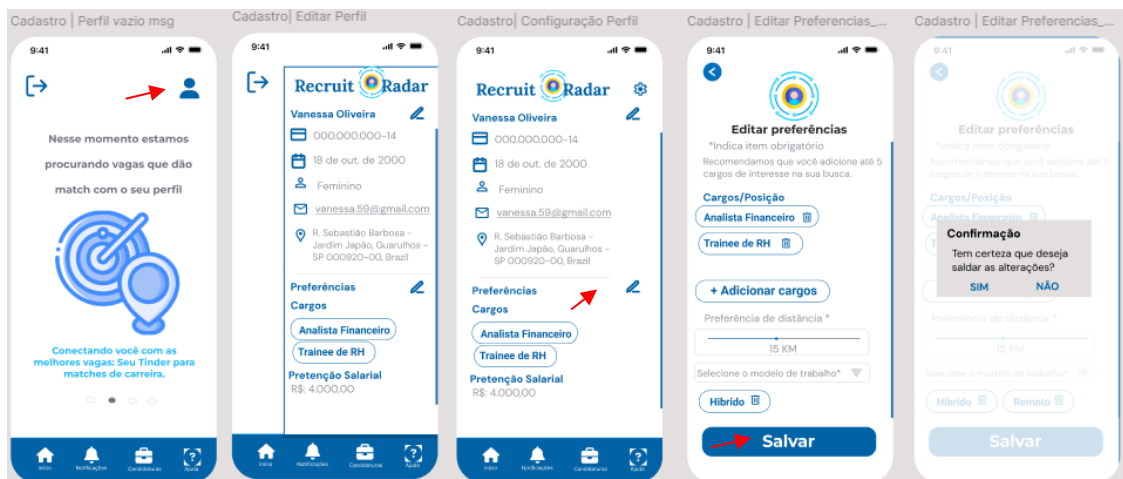 Cadastro | Perfil vazio msg
9:41
Nesse momento estamos
procurando vagas que dão
match com o seu perfil
Conectando você com as
melhores vagas: Seu Tinder para
matches de carreira.
Início
Notificações
Candidaturas
Ajuda
Cadastro| Editar Perfil
9:41
Recruit Radar
Vanessa Oliveira
000.000.000-14
18 de out. de 2000
Feminino
vanessa.59@gmail.com
R. Sebastião Barbosa -
Jardim Japão, Guarulhos -
SP 000920-00, Brazil
Preferências
Cargos
Analista Financeiro
Trainee de RH
Pretenção Salarial
R$: 4.000,00
Início
Notificações
Candidaturas
Ajuda
Cadastro| Configuração Perfil
9:41
Recruit Radar
Vanessa Oliveira
000.000.000-14
18 de out. de 2000
Feminino
vanessa.59@gmail.com
R. Sebastião Barbosa -
Jardim Japão, Guarulhos -
SP 000920-00, Brazil
Preferências
Cargos
Analista Financeiro
Trainee de RH
Pretenção Salarial
R$: 4.000,00
Início
Notificações
Candidaturas
Ajuda
Cadastro | Editar Preferencias_...
9:41
Editar preferências
*Indica item obrigatório
Recomendamos que você adicione até 5
cargos de interesse na sua busca.
Cargos/Posição
Analista Financeiro
Trainee de RH
+ Adicionar cargos
Preferência de distância *
15 KM
Selecione o modelo de trabalho*
Híbrido
Salvar
Cadastro | Editar Preferencias_...
9:41
Editar preferências
*Indica item obrigatório
Recomendamos que você adicione até 5
cargos de interesse na sua busca.
Cargos/Posição
Analista Financeiro
T
Confirmação
Tem certeza que deseja
saldar as alterações?
SIM NÃO
Preferência de distância *
15 KM
Selecione o modelo de trabalho*
Híbrido
Remoto
Salvar